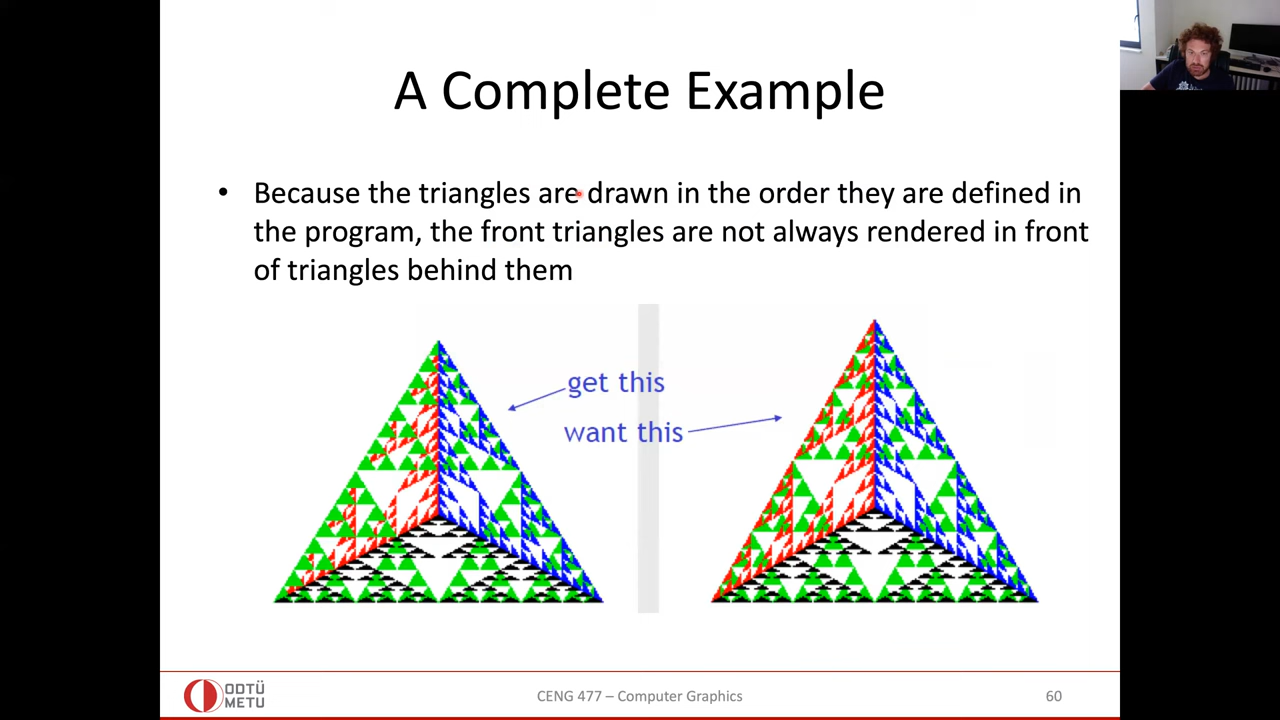 A Complete Example
• Because the triangles are drawn in the order they are defined in
the program, the front triangles are not always rendered in front
of triangles behind them
get this
want this
ODTÜ
METU
CENG 477 – Computer Graphics
60